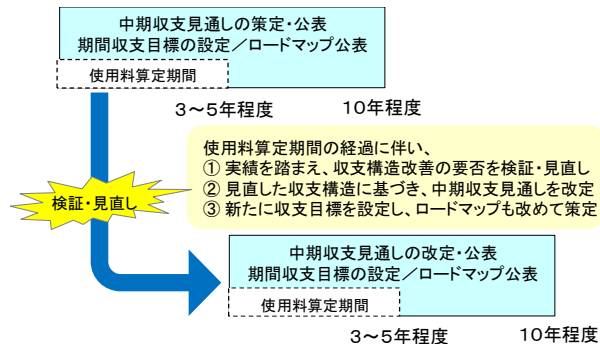 中期収支見通しの策定・公表
期間収支目標の設定／ロードマップ公表
使用料算定期間
3～5年程度
10年程度
使用料算定期間の経過に伴い、
① 実績を踏まえ、収支構造改善の要否を検証・見直し
② 見直した収支構造に基づき、中期収支見通しを改定
③ 新たに収支目標を設定し、ロードマップも改めて策定
検証・見直し
中期収支見通しの改定・公表
期間収支目標の設定／ロードマップ公表
使用料算定期間
3～5年程度
10年程度